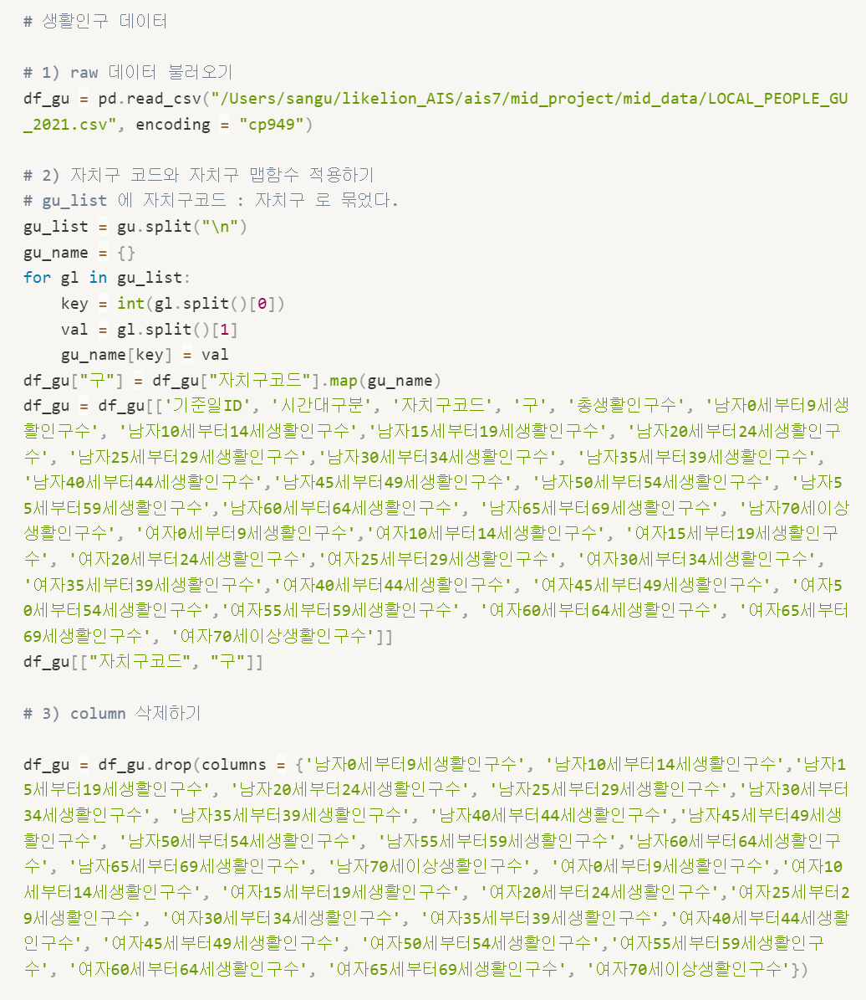 # 생활인구 데이터
# 1) raw 데이터 불러오기
df_gu = pd.read_csv("/Users/sangu/likelion_AIS/ais7/mid_project/mid_data/LOCAL_PEOPLE_GU
_2021.csv", encoding = "cp949")
# 2) 자치구 코드와 자치구 맵함수 적용하기
# gu_list 에 자치구코드 : 자치구 로 묶었다.
gu_list = gu.split("\n")
gu_name = {}
for gl in gu_list:
    key = int(gl.split()[0])
    val = gl.split()[1]
    gu_name[key] = val
df_gu["구"] = df_gu["자치구코드"].map(gu_name)
df_gu = df_gu[['기준일ID', '시간대구분', '자치구코드', '구', '총생활인구수', '남자0세부터9세생
활인구수', '남자10세부터14세생활인구수','남자15세부터19세생활인구수', '남자20세부터24세생활인구
수', '남자25세부터29세생활인구수','남자30세부터34세생활인구수', '남자35세부터39세생활인구수',
'남자40세부터44세생활인구수','남자45세부터49세생활인구수', '남자50세부터54세생활인구수', '남자5
5세부터59세생활인구수','남자60세부터64세생활인구수', '남자65세부터69세생활인구수', '남자70세이상
생활인구수', '여자0세부터9세생활인구수','여자10세부터14세생활인구수', '여자15세부터19세생활인구
수', '여자20세부터24세생활인구수','여자25세부터29세생활인구수', '여자30세부터34세생활인구수',
'여자35세부터39세생활인구수','여자40세부터44세생활인구수', '여자45세부터49세생활인구수', '여자5
0세부터54세생활인구수','여자55세부터59세생활인구수', '여자60세부터64세생활인구수', '여자65세부터
69세생활인구수', '여자70세이상생활인구수']]
df_gu[["자치구코드", "구"]]
# 3) column 삭제하기
df_gu = df_gu.drop(columns = {'남자0세부터9세생활인구수', '남자10세부터14세생활인구수','남자1
5세부터19세생활인구수', '남자20세부터24세생활인구수', '남자25세부터29세생활인구수','남자30세부터
34세생활인구수', '남자35세부터39세생활인구수', '남자40세부터44세생활인구수','남자45세부터49세생
활인구수', '남자50세부터54세생활인구수', '남자55세부터59세생활인구수','남자60세부터64세생활인구
수', '남자65세부터69세생활인구수', '남자70세이상생활인구수', '여자0세부터9세생활인구수','여자10
세부터14세생활인구수', '여자15세부터19세생활인구수', '여자20세부터24세생활인구수','여자25세부터2
9세생활인구수', '여자30세부터34세생활인구수', '여자35세부터39세생활인구수','여자40세부터44세생활
인구수', '여자45세부터49세생활인구수', '여자50세부터54세생활인구수','여자55세부터59세생활인구
수', '여자60세부터64세생활인구수', '여자65세부터69세생활인구수', '여자70세이상생활인구수'})